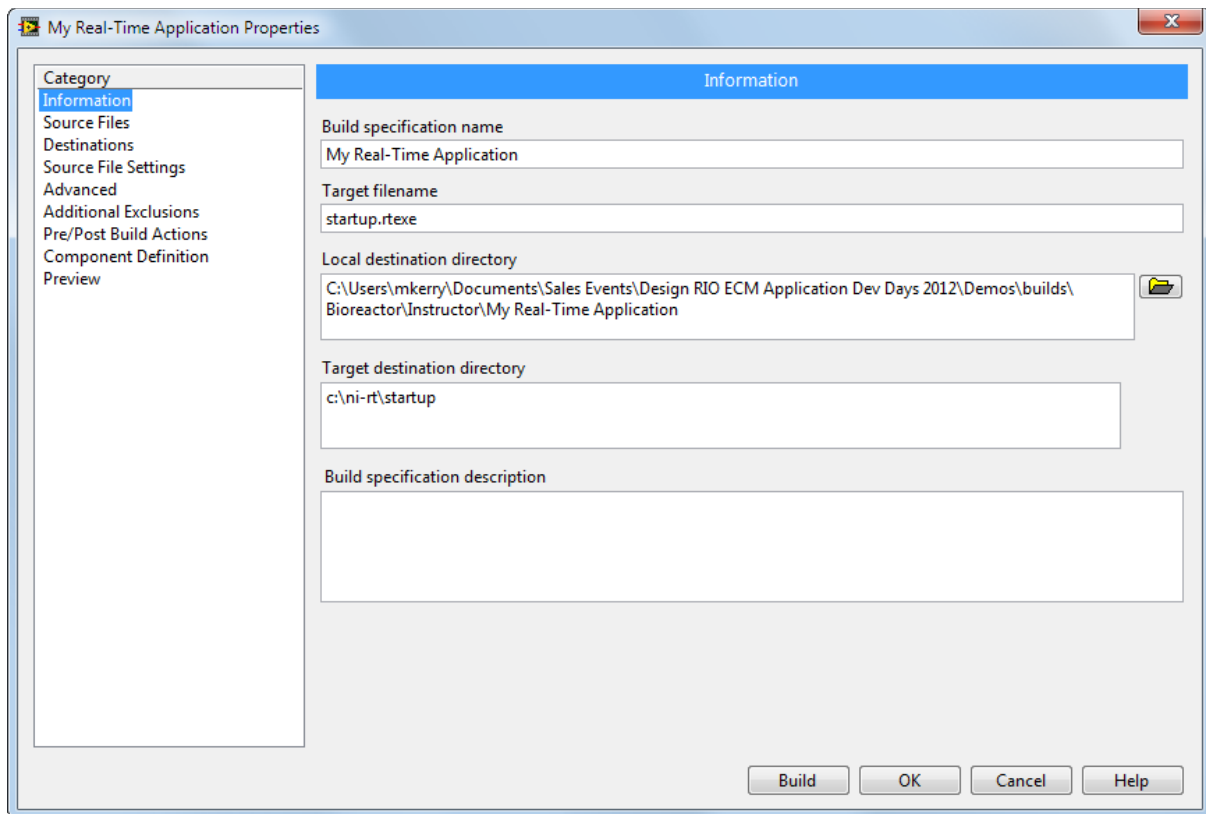 My Real-Time Application Properties
Category
Information
Source Files
Destinations
Source File Settings
Advanced
Additional Exclusions
Pre/Post Build Actions
Component Definition
Preview
Information
Build specification name
My Real-Time Application
Target filename
startup.rtexe
Local destination directory
C:\Users\mkerry\Documents\Sales Events\Design RIO ECM Application Dev Days 2012\Demos\builds\
Bioreactor\Instructor\My Real-Time Application
Target destination directory
c:\ni-rt\startup
Build specification description
Build
OK
Cancel
Help